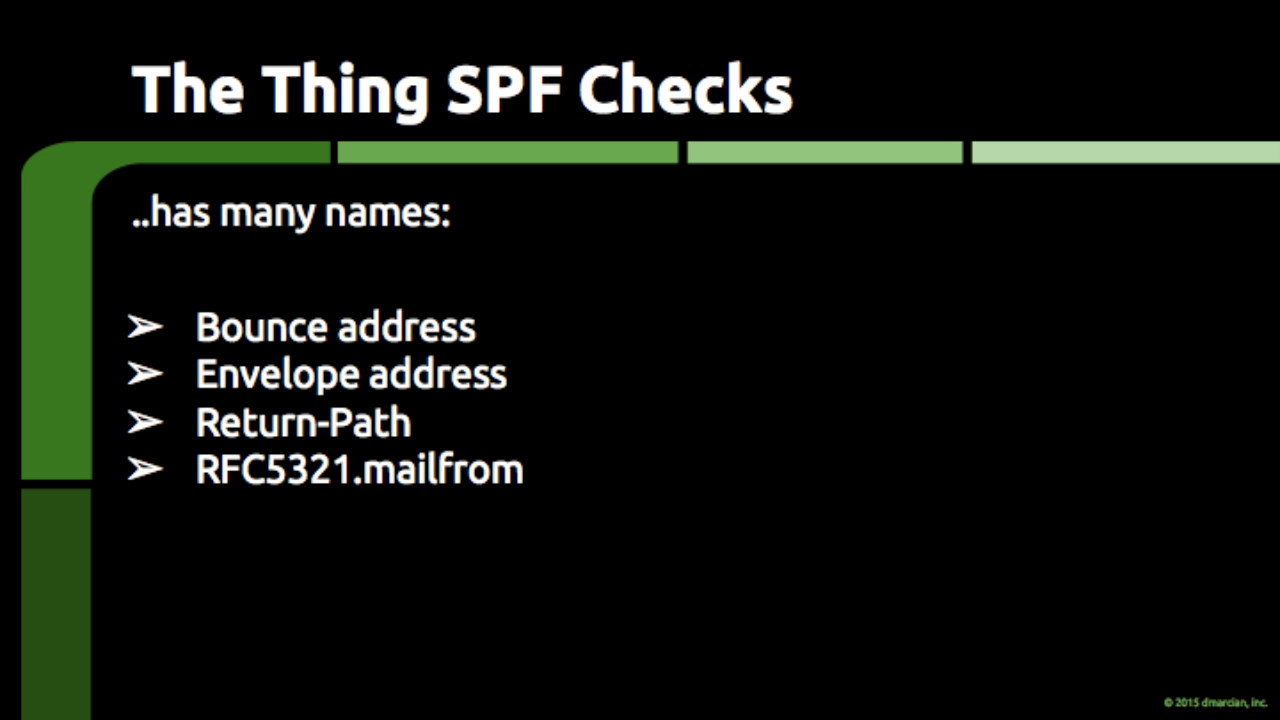 The Thing SPF Checks
..has many names:
➢ Bounce address
➢ Envelope address
➢ Return-Path
➢ RFC5321.mailfrom
© 2015 dmarcian, inc.